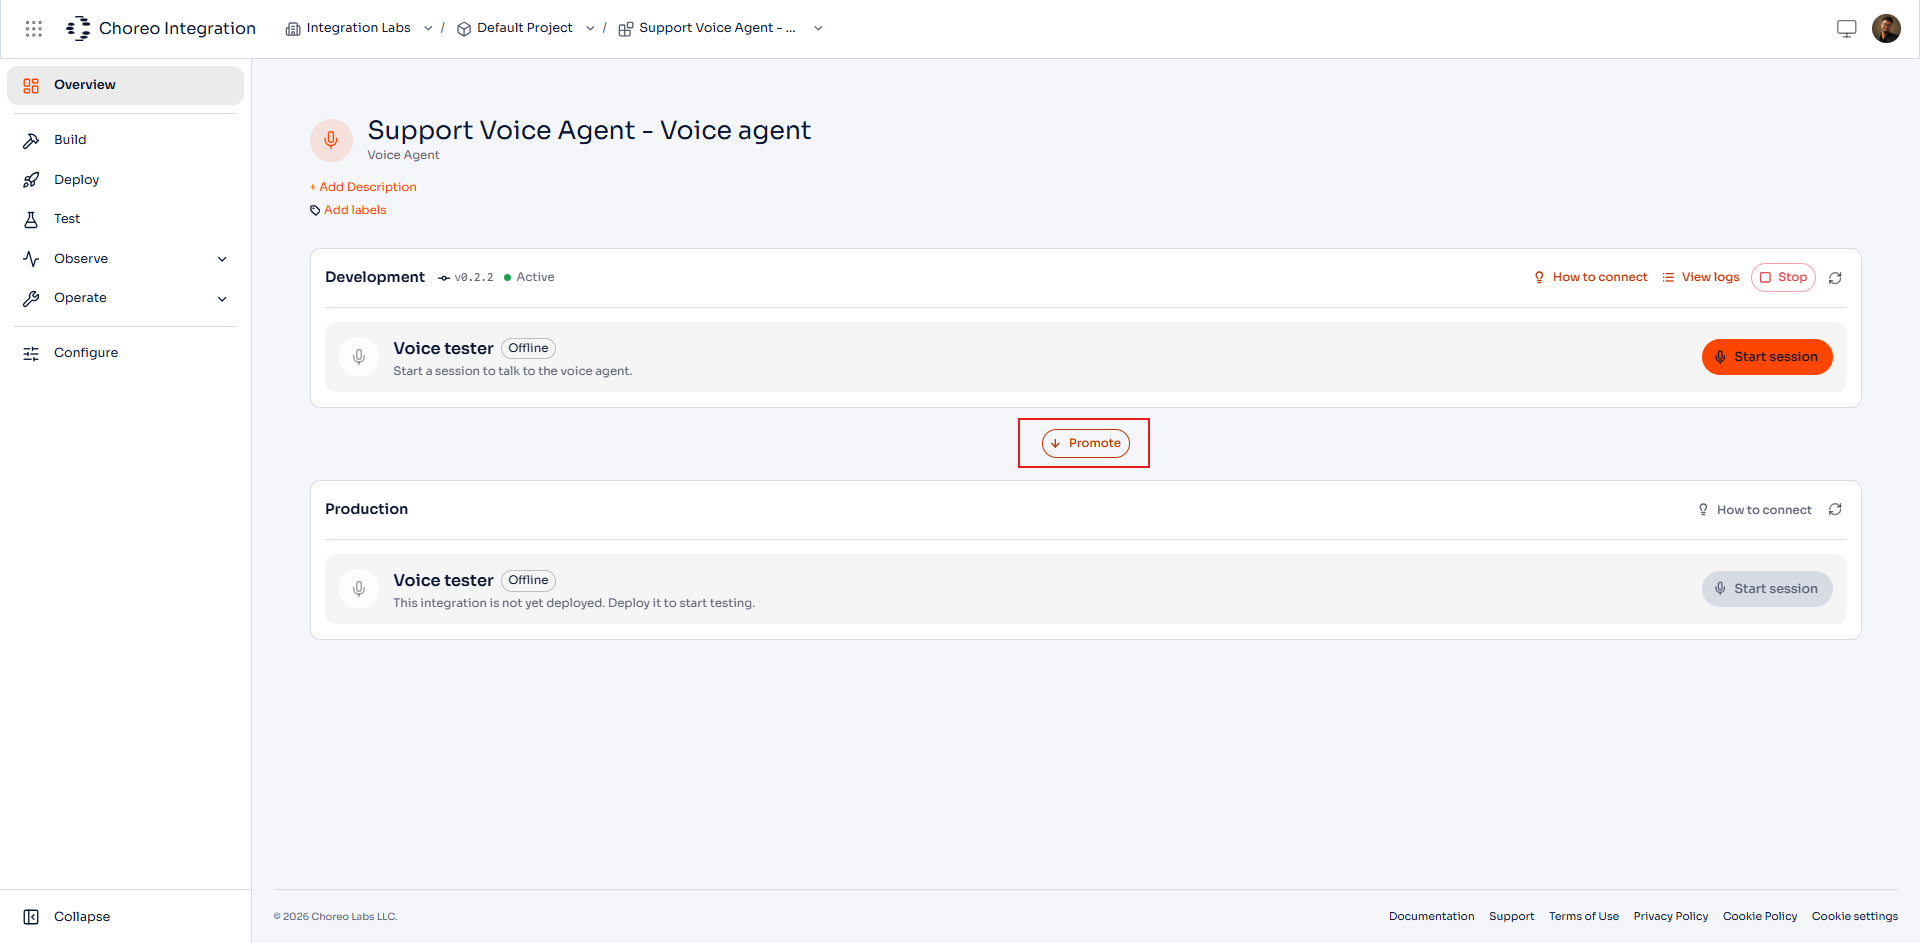 Choreo Integration
Integration Labs / Default Project / Support Voice Agent - ...
Overview
Build
Deploy
Test
Observe
Operate
Configure
Collapse
Support Voice Agent - Voice agent
Voice Agent
+ Add Description
Add labels
Development v0.2.2 Active How to connect View logs Stop
Voice tester Offline
Start a session to talk to the voice agent.
Start session
Promote
Production How to connect
Voice tester Offline
This integration is not yet deployed. Deploy it to start testing.
Start session
© 2026 Choreo Labs LLC. Documentation Support Terms of Use Privacy Policy Cookie Policy Cookie settings